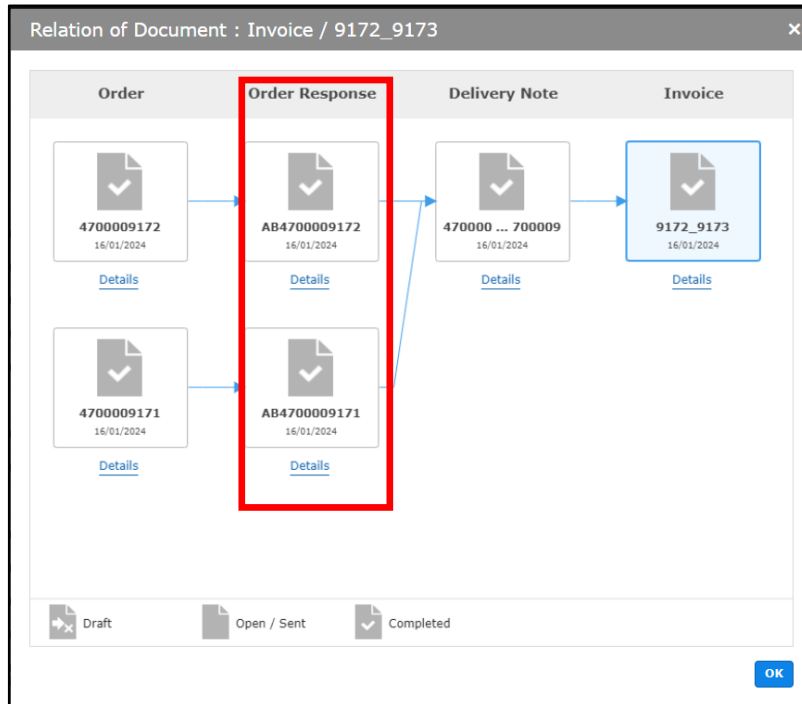 Relation of Document : Invoice / 9172_9173 ×
Order Order Response Delivery Note Invoice
4700009172 AB4700009172 470000 ... 700009 9172_9173
16/01/2024 16/01/2024 16/01/2024 16/01/2024
Details Details Details Details
4700009171 AB4700009171
16/01/2024 16/01/2024
Details Details
Draft Open / Sent Completed
OK